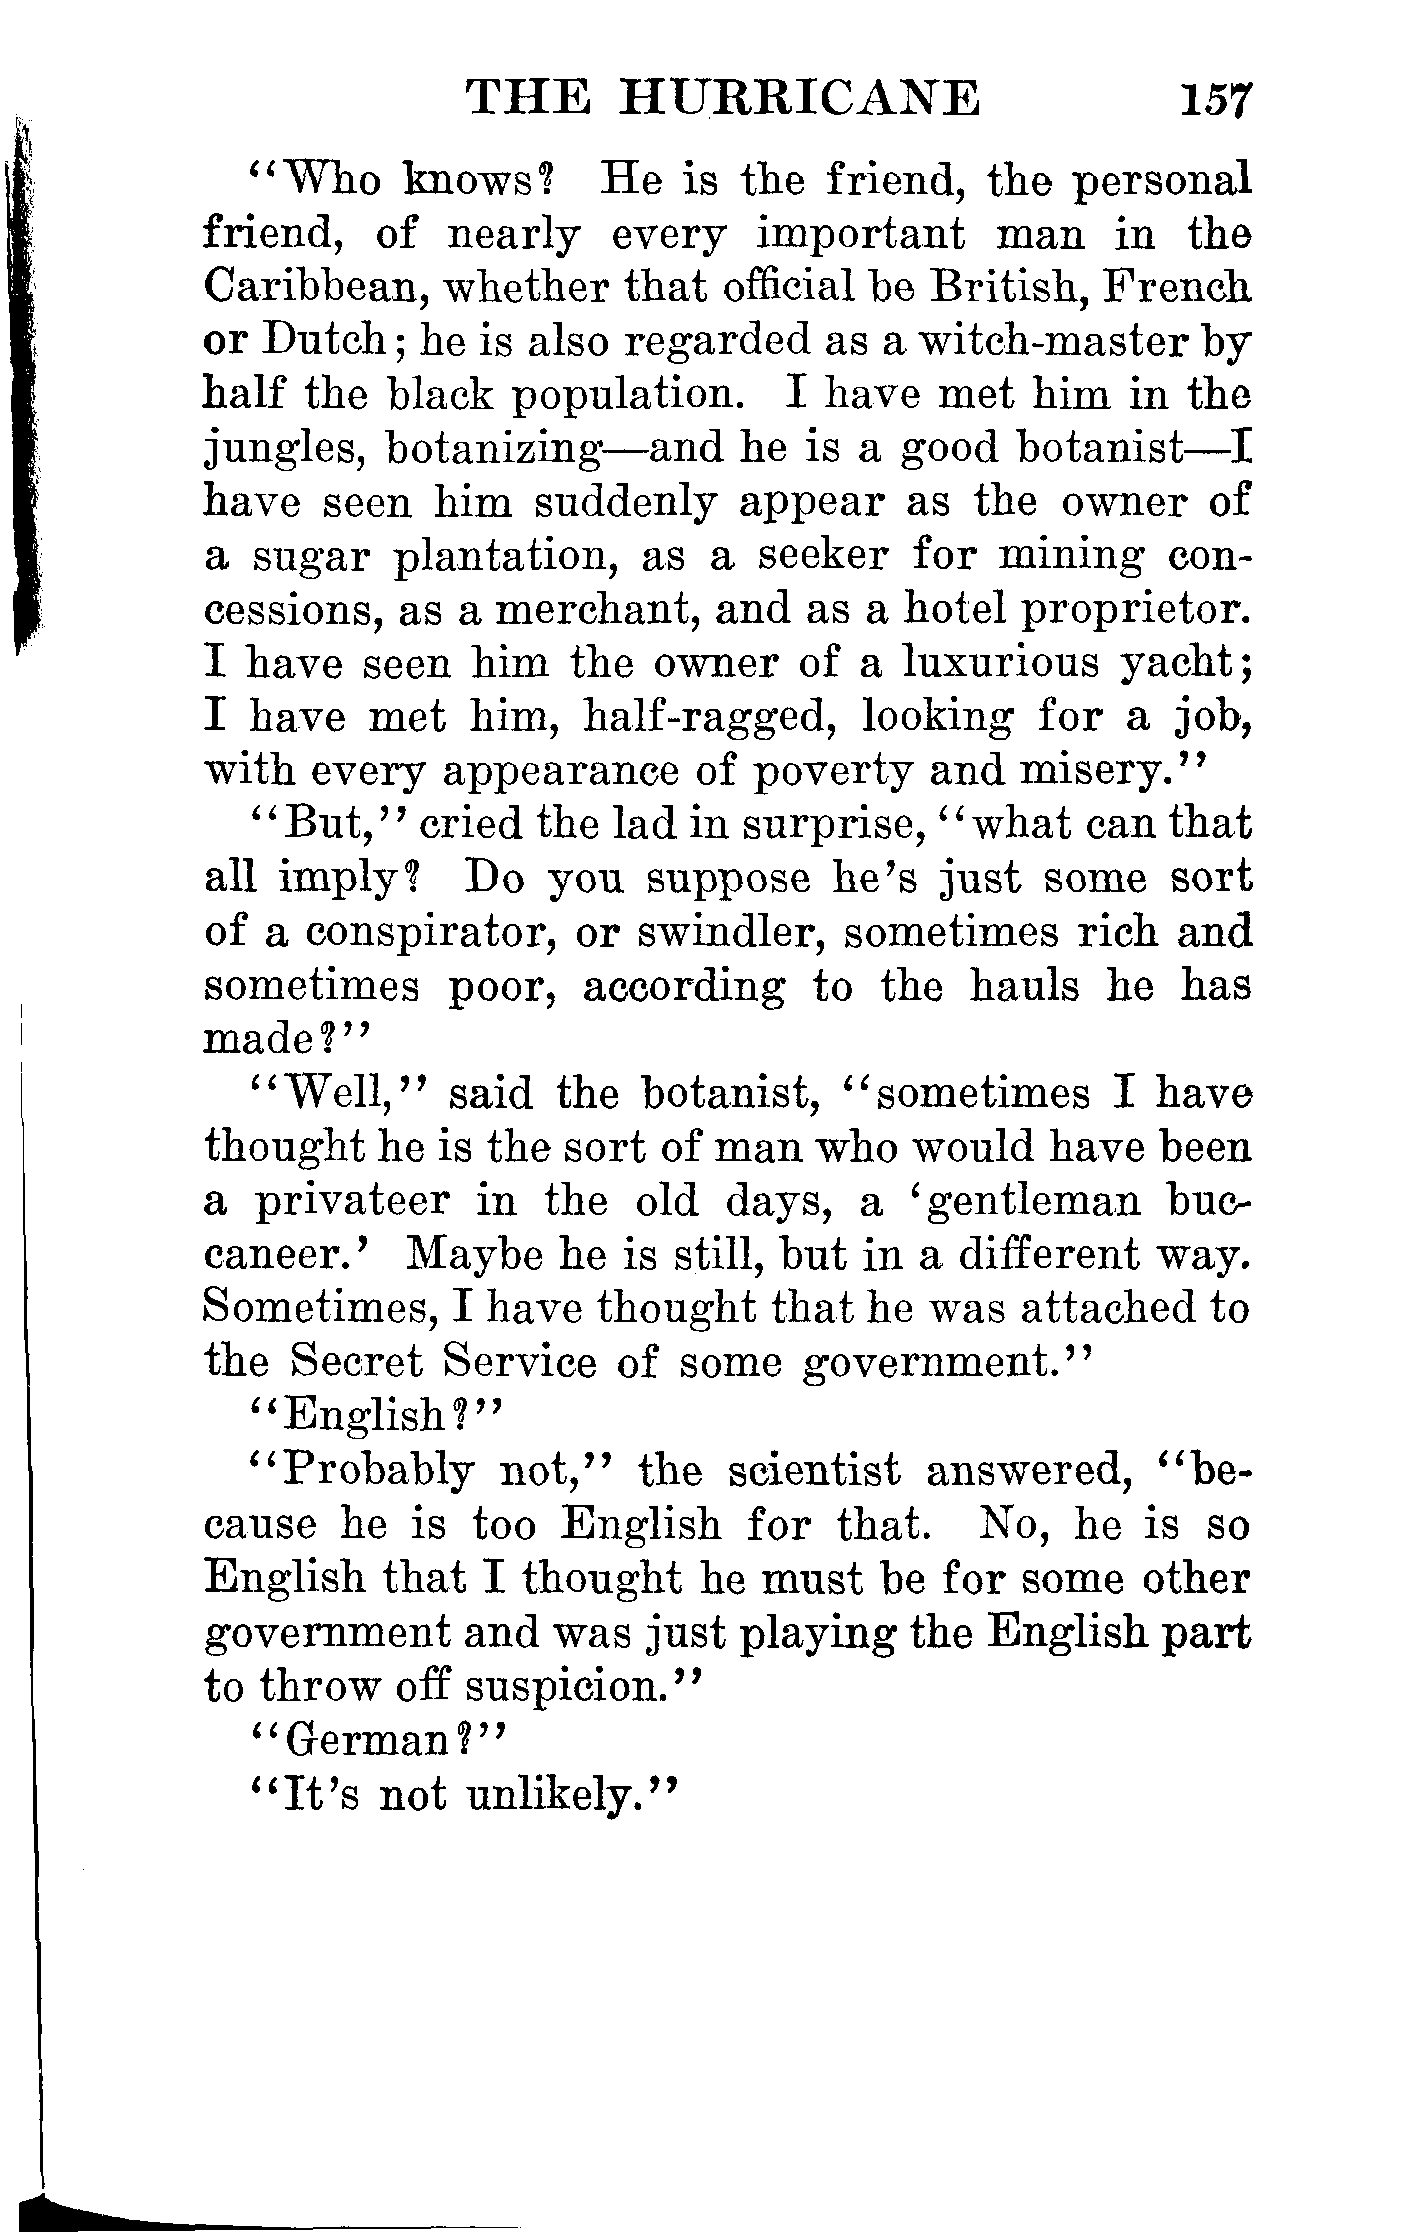 THE HURRICANE 157
“Who knows? He is the friend, the personal
friend, of nearly every important man in the
Caribbean, whether that official be British, French
or Dutch; he is also regarded as a witch-master by
half the black population. I have met him in the
jungles, botanizing—and he is a good botanist—I
have seen him suddenly appear as the owner of
a sugar plantation, as a seeker for mining con-
cessions, as a merchant, and as a hotel proprietor.
I have seen him the owner of a luxurious yacht;
I have met him, half-ragged, looking for a job,
with every appearance of poverty and misery.”
“But,” cried the lad in surprise, “what can that
all imply? Do you suppose he’s just some sort
of a conspirator, or swindler, sometimes rich and
sometimes poor, according to the hauls he has
made?”
“Well,” said the botanist, “sometimes I have
thought he is the sort of man who would have been
a privateer in the old days, a ‘gentleman buc-
caneer.’ Maybe he is still, but in a different way.
Sometimes, I have thought that he was attached to
the Secret Service of some government.”
“English?”
“Probably not,” the scientist answered, “be-
cause he is too English for that. No, he is so
English that I thought he must be for some other
government and was just playing the English part
to throw off suspicion.”
“German?”
“It’s not unlikely.”